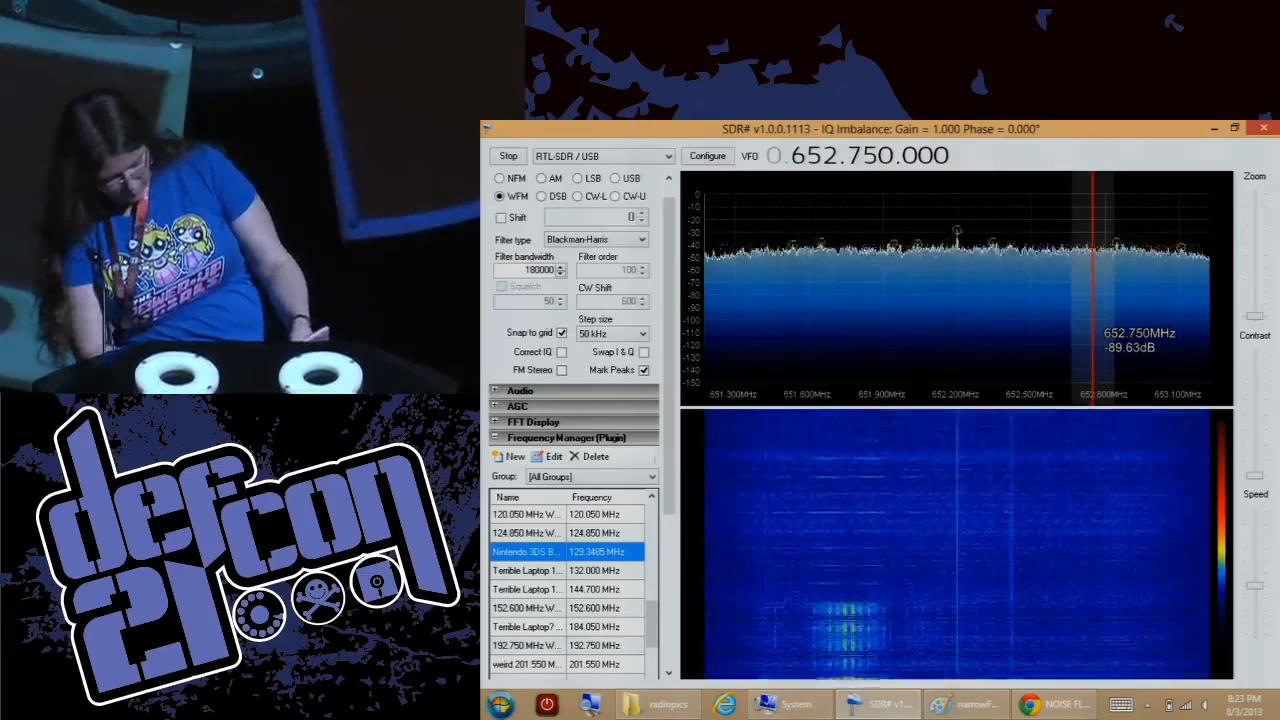 THE
POWERPUFF
GIRLS
defcon
21
SDR# v1.0.0.1113 - IQ Imbalance: Gain = 1.000 Phase = 0.000°
Stop RTL-SDR / USB Configure VFO 0.652.750.000
NFM AM LSB USB
WFM DSB CW-L CW-U
Shift 0
Filter type Blackman-Harris
Filter bandwidth Filter order
180000 100
Squelch CW Shift
50 600
Step size
Snap to grid 50 kHz
Correct IQ Swap I & Q
FM Stereo Mark Peaks
Audio
AGC
FFT Display
Frequency Manager (Plugin)
New Edit Delete
Group: [All Groups]
Name Frequency
120.050 MHz W... 120.050 MHz
124.850 MHz W... 124.850 MHz
Nintendo 3DS B... 129.3485 MHz
Terrible Laptop 1... 132.000 MHz
Terrible Laptop 1... 144.700 MHz
152.600 MHz W... 152.600 MHz
Terrible Laptop? ... 184.050 MHz
192.750 MHz W... 192.750 MHz
weird 201.550 M... 201.550 MHz
0
-10
-20
-30
-40
-50
-60
-70
-80
-90
-100
-110
-120
-130
-140
-150
652.750MHz
-89.63dB
651.300MHz 651.600MHz 651.900MHz 652.200MHz 652.500MHz 652.800MHz 653.100MHz
Zoom
Contrast
Speed
radiopics System SDR# v1.... narrowF... NOISE FL...
8:23 PM
8/3/2013